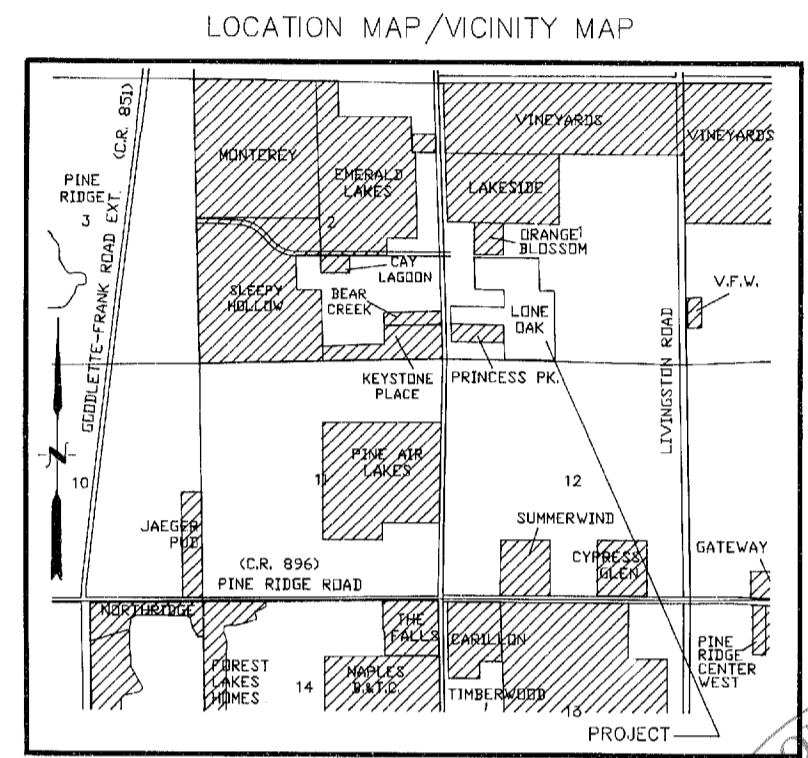 LOCATION MAP/VICINITY MAP
GOODLETTE-FRANK ROAD EXT. (C.R. 851)
PINE
RIDGE
3
MONTEREY
EMERALD
LAKES
2
VINEYARDS
VINEYARDS
LAKESIDE
ORANGE
BLOSSOM
1
CAY
LAGOON
SLEEPY
HOLLOW
BEAR
CREEK
LONE
OAK
V.F.W.
KEYSTONE
PLACE
PRINCESS PK.
LIVINGSTON ROAD
N
10
PINE AIR
LAKES
11
12
JAEGER
PUD
SUMMERWIND
CYPRESS
GLEN
GATEWAY
(C.R. 896)
PINE RIDGE ROAD
NORTHRIDGE
THE
FALLS
CARILLON
PINE
RIDGE
CENTER
WEST
FOREST
LAKES
HOMES
14
NAPLES
B.&T.C.
TIMBERWOOD
13
PROJECT